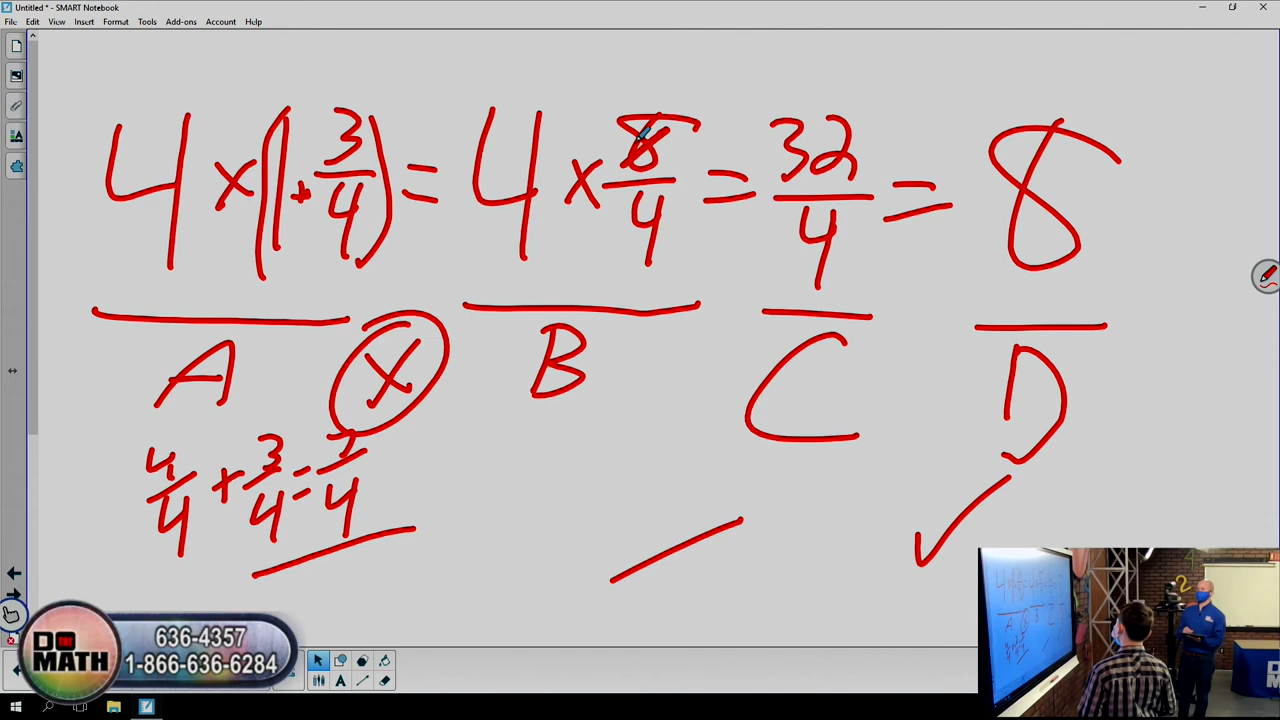 Untitled * - SMART Notebook
File Edit View Insert Format Tools Add-ons Account Help
4 × (1 + 3/4) = 4 × 8/4 = 32/4 = 8
A X B C D
4/4 + 3/4 = 7/4
DO THE MATH
636-4357
1-866-636-6284
A